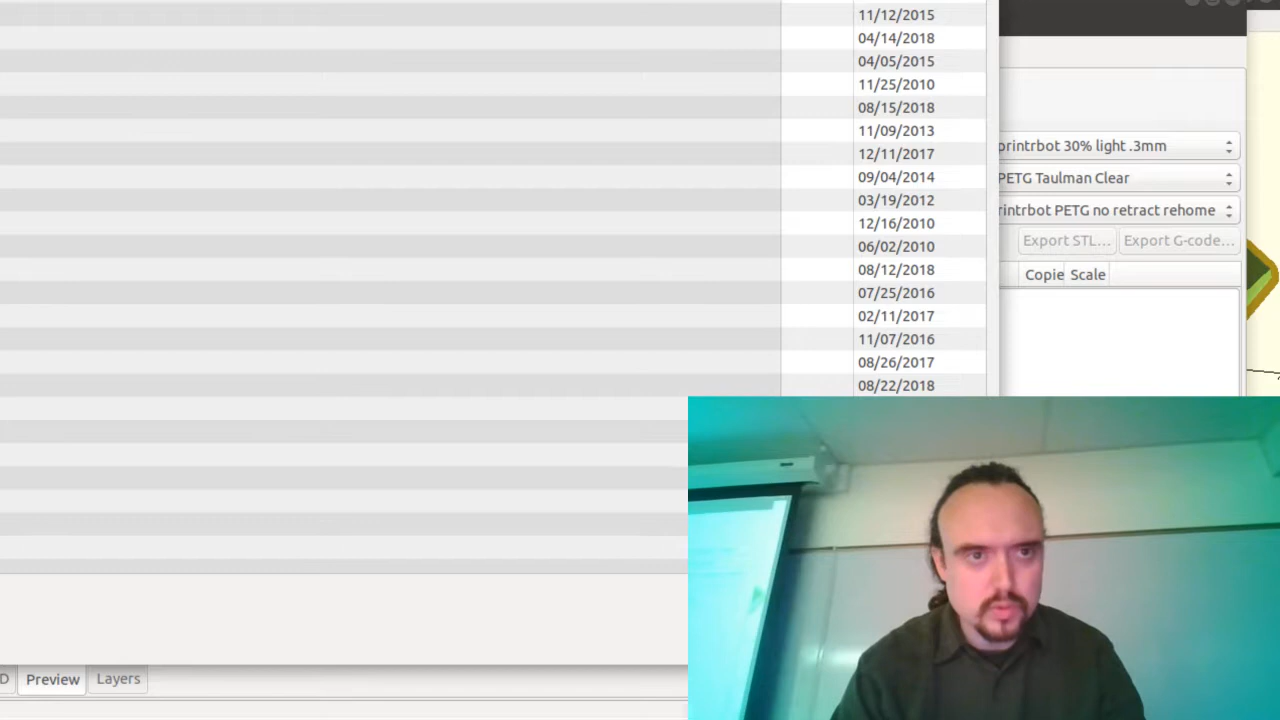 11/12/2015
04/14/2018
04/05/2015
11/25/2010
08/15/2018
11/09/2013
12/11/2017
09/04/2014
03/19/2012
12/16/2010
06/02/2010
08/12/2018
07/25/2016
02/11/2017
11/07/2016
08/26/2017
08/22/2018
printrbot 30% light .3mm
PETG Taulman Clear
rintrbot PETG no retract rehome
Export STL...
Export G-code...
Copie
Scale
D
Preview
Layers